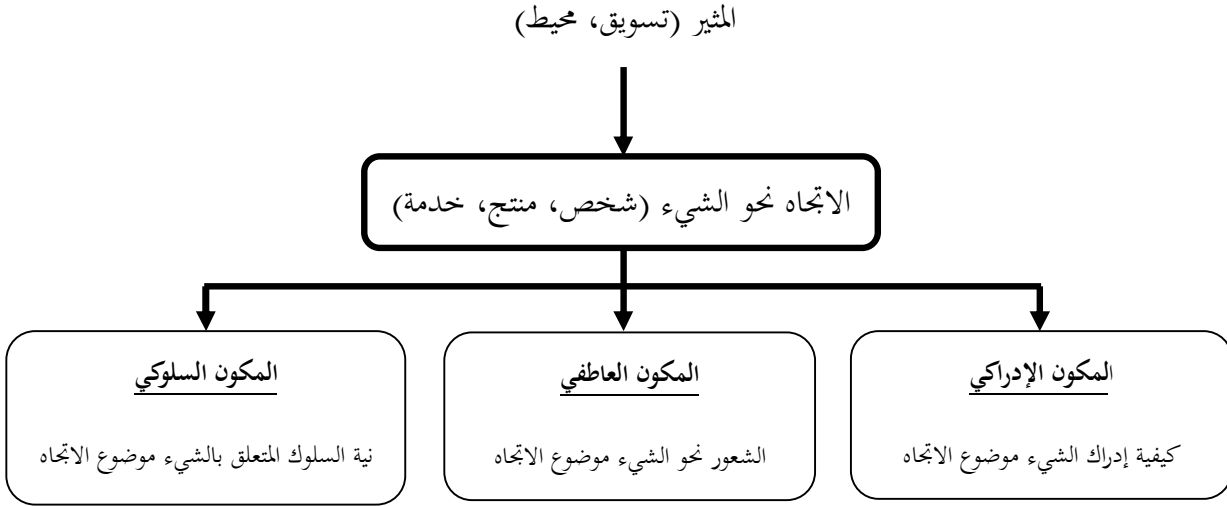 المثير (تسويق، محيط)
الاتجاه نحو الشيء (شخص، منتج، خدمة)
المكون الإدراكي
كيفية إدراك الشيء موضوع الاتجاه
المكون العاطفي
الشعور نحو الشيء موضوع الاتجاه
المكون السلوكي
نية السلوك المتعلق بالشيء موضوع الاتجاه